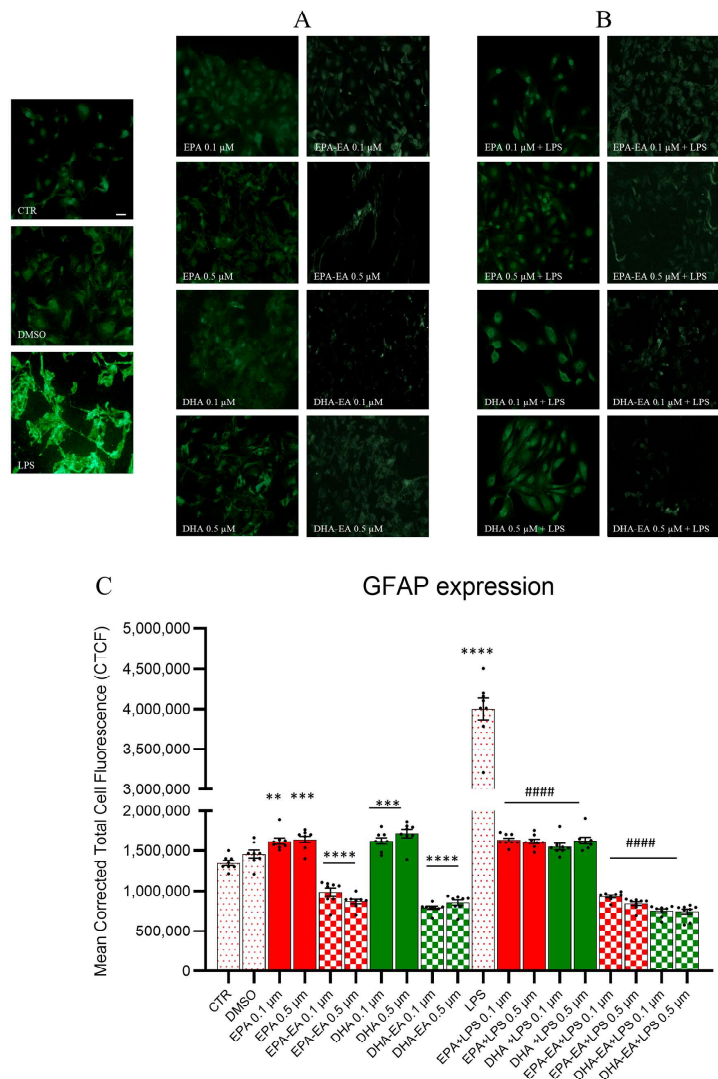 A
B
CTR
DMSO
LPS
EPA 0.1 µM
EPA-EA 0.1 µM
EPA 0.5 µM
EPA-EA 0.5 µM
DHA 0.1 µM
DHA-EA 0.1 µM
DHA 0.5 µM
DHA-EA 0.5 µM
EPA 0.1 µM + LPS
EPA-EA 0.1 µM + LPS
EPA 0.5 µM + LPS
EPA-EA 0.5 µM + LPS
DHA 0.1 µM + LPS
DHA-EA 0.1 µM + LPS
DHA 0.5 µM + LPS
DHA-EA 0.5 µM + LPS
C
GFAP expression
Mean Corrected Total Cell Fluorescence (CTCF)
5,000,000
4,500,000
4,000,000
3,500,000
3,000,000
2,000,000
1,500,000
1,000,000
500,000
0
**
***
****
***
****
****
####
####
CTR
DMSO
EPA 0.1 µm
EPA 0.5 µm
EPA-EA 0.1 µm
EPA-EA 0.5 µm
DHA 0.1 µm
DHA 0.5 µm
DHA-EA 0.1 µm
DHA-EA 0.5 µm
LPS
EPA+LPS 0.1 µm
EPA+LPS 0.5 µm
DHA +LPS 0.1 µm
DHA +LPS 0.5 µm
EPA-EA+LPS 0.1 µm
EPA-EA+LPS 0.5 µm
DHA-EA+LPS 0.1 µm
DHA-EA+LPS 0.5 µm